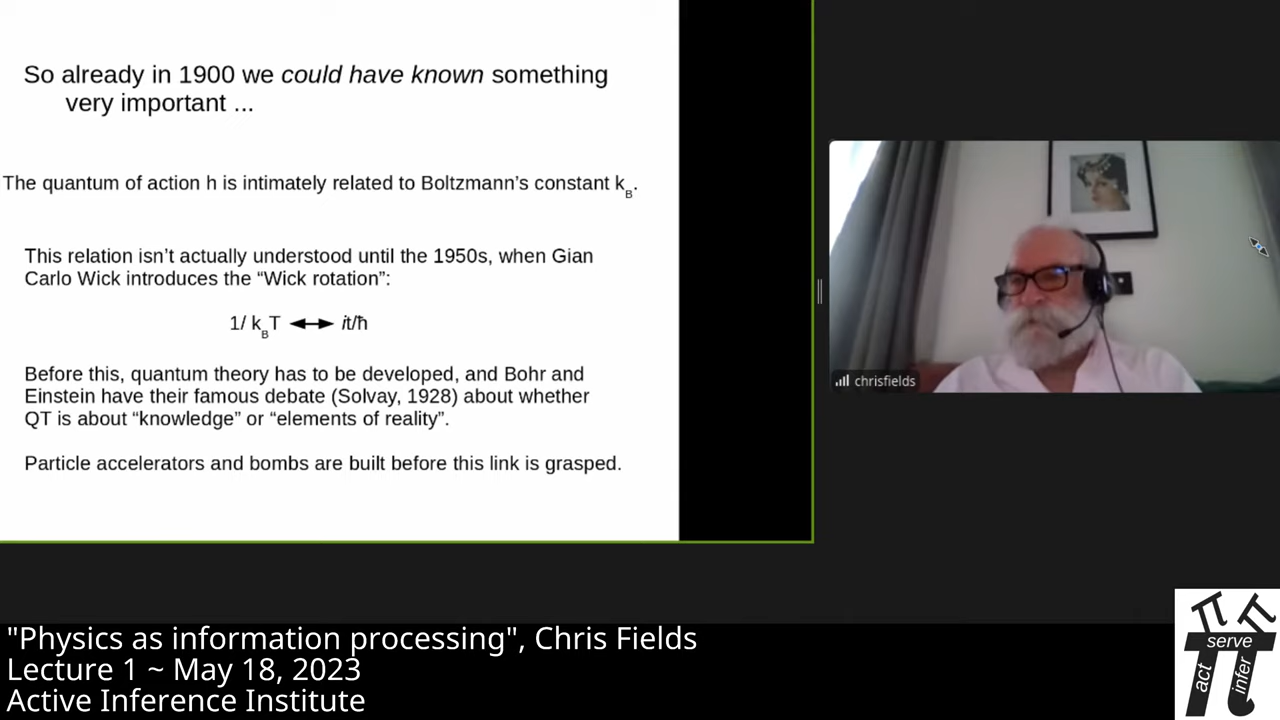 So already in 1900 we could have known something
very important ...
The quantum of action h is intimately related to Boltzmann's constant kB.
This relation isn't actually understood until the 1950s, when Gian
Carlo Wick introduces the “Wick rotation”:
1/ kBT ⟷ it/ħ
Before this, quantum theory has to be developed, and Bohr and
Einstein have their famous debate (Solvay, 1928) about whether
QT is about “knowledge” or “elements of reality”.
Particle accelerators and bombs are built before this link is grasped.
chrisfields
"Physics as information processing", Chris Fields
Lecture 1 ~ May 18, 2023
Active Inference Institute
serve
act
infer